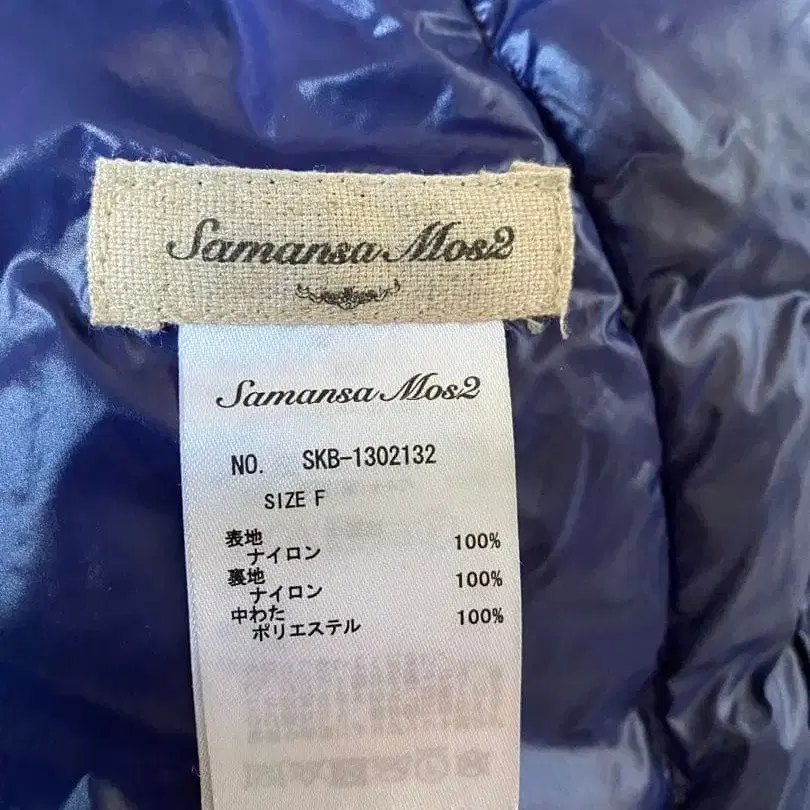 Samansa Mos2
Samansa Mos2
NO. SKB-1302132
SIZE F
表地
ナイロン 100%
裏地
ナイロン 100%
中わた
ポリエステル 100%